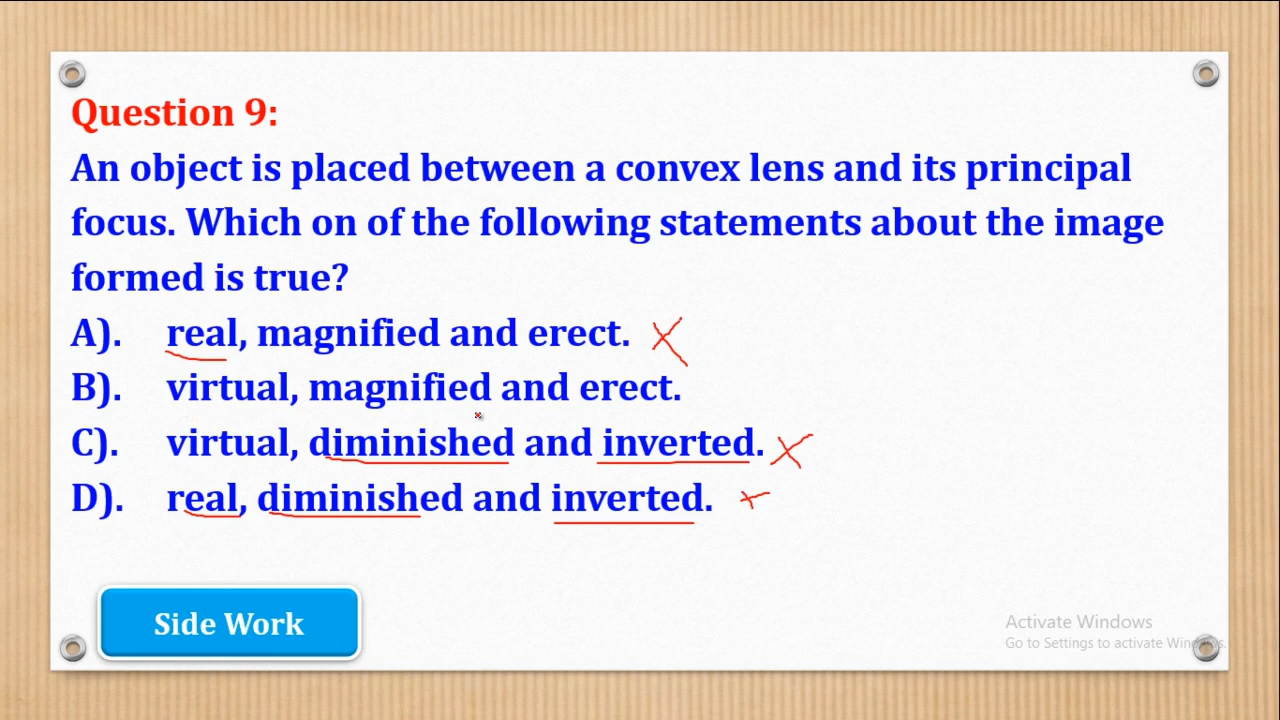 Question 9:
An object is placed between a convex lens and its principal
focus. Which on of the following statements about the image
formed is true?
A). real, magnified and erect.
B). virtual, magnified and erect.
C). virtual, diminished and inverted.
D). real, diminished and inverted.
Side Work
Activate Windows
Go to Settings to activate Windows.